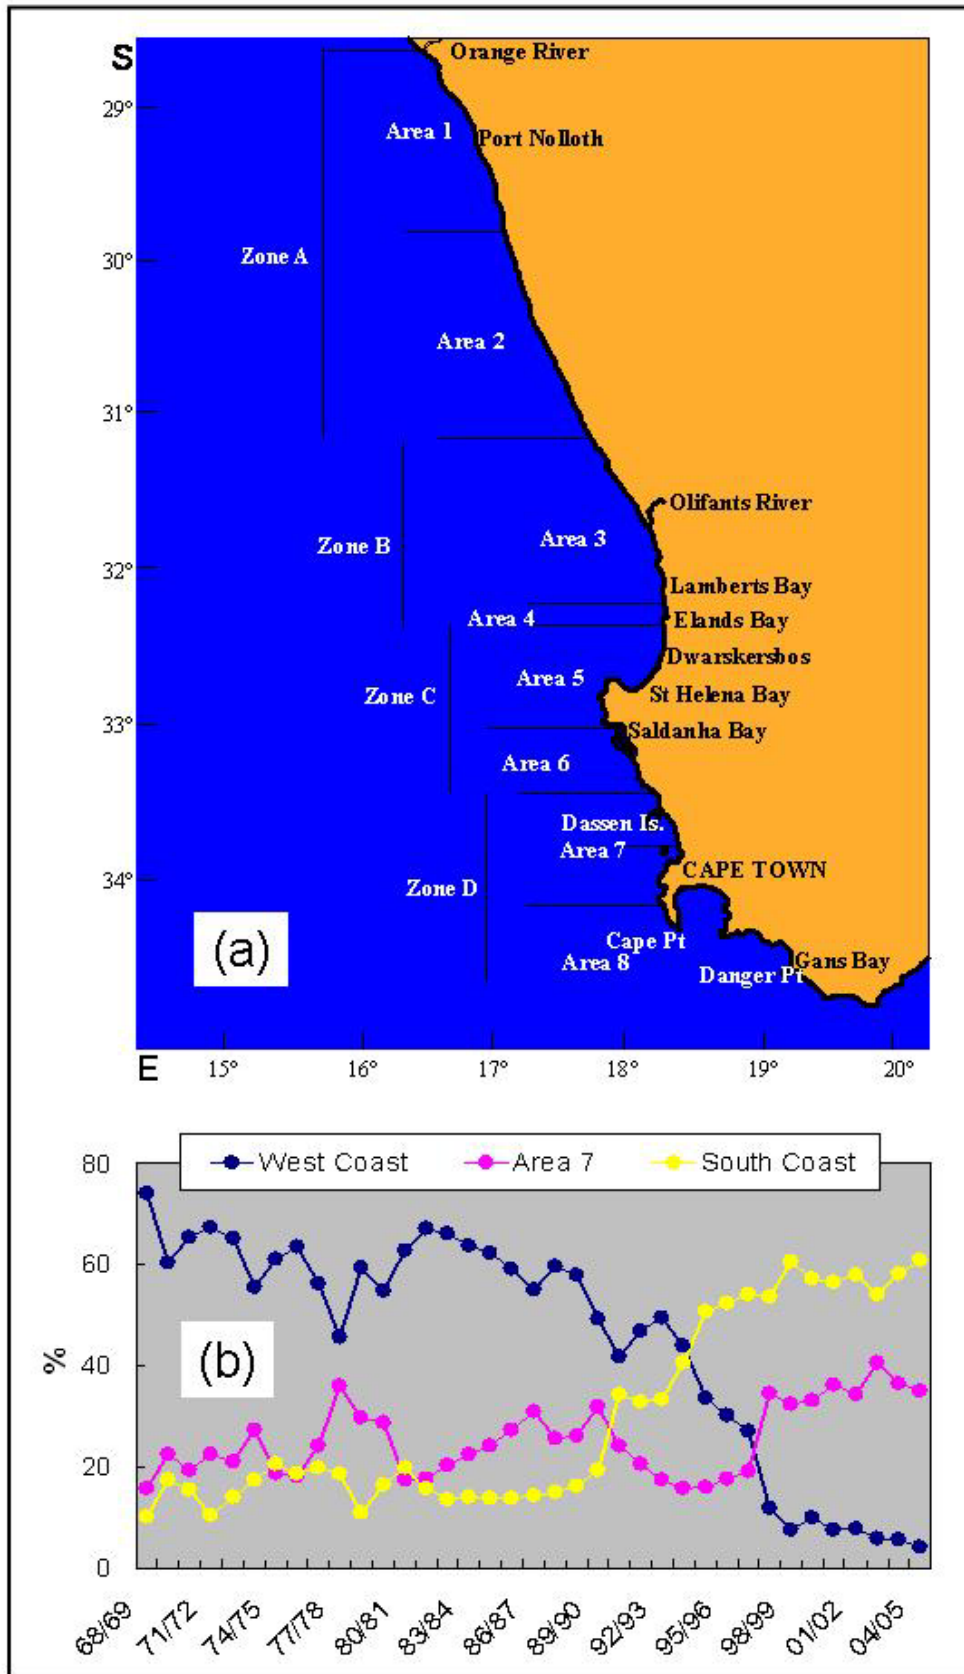 S
Orange River
29°
Area 1
Port Nolloth
Zone A
30°
Area 2
31°
Olifants River
Zone B
Area 3
32°
Lamberts Bay
Area 4
Elands Bay
Dwarskersbos
Zone C
Area 5
St Helena Bay
33°
Saldanha Bay
Area 6
Dassen Is.
Area 7
CAPE TOWN
34°
Zone D
(a)
Cape Pt
Area 8
Gans Bay
Danger Pt
E
15°
16°
17°
18°
19°
20°
West Coast
Area 7
South Coast
80
60
40
20
0
%
(b)
68/69
71/72
74/75
77/78
80/81
83/84
86/87
89/90
92/93
95/96
98/99
01/02
04/05